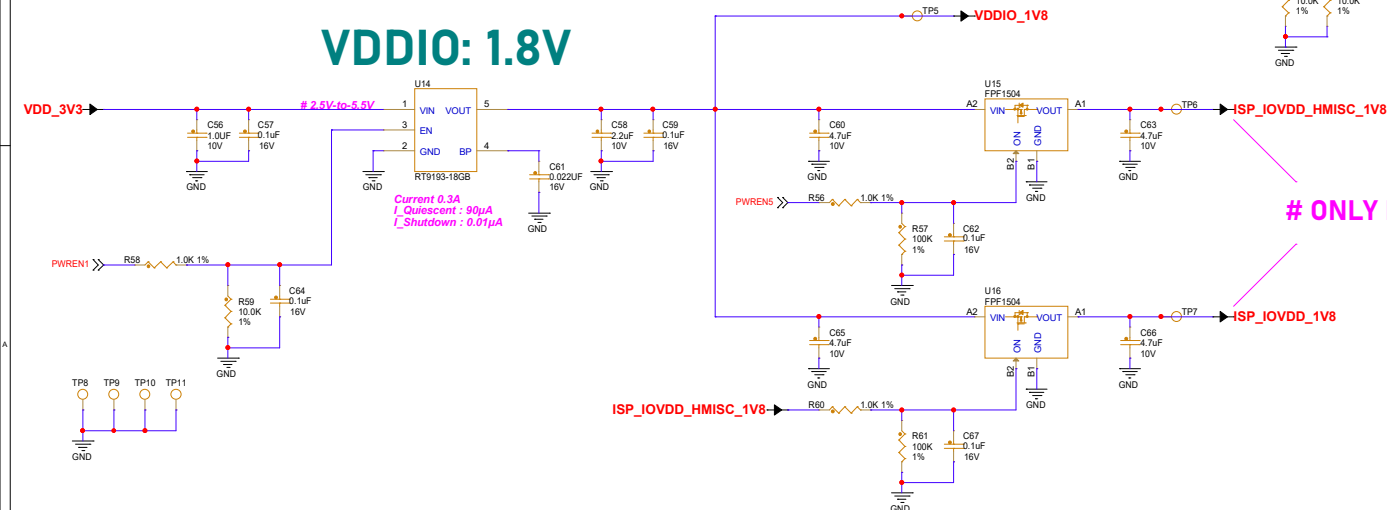 10.0K
1%
10.0K
1%
GND
TP5
VDDIO_1V8
VDDIO: 1.8V
VDD_3V3
# 2.5V-to-5.5V
U14
1 VIN VOUT 5
3 EN
2 GND BP 4
RT9193-18GB
C56
1.0UF
10V
C57
0.1uF
16V
GND
GND
Current 0.3A
I_Quiescent : 90µA
I_Shutdown : 0.01µA
C61
0.022UF
16V
GND
C58
2.2uF
10V
C59
0.1uF
16V
GND
C60
4.7uF
10V
GND
U15
FPF1504
A2 VIN VOUT A1
ON GND
B2 B1
GND
C63
4.7uF
10V
GND
TP6
ISP_IOVDD_HMISC_1V8
# ONLY
PWREN5
R56 1.0K 1%
R57
100K
1%
C62
0.1uF
16V
GND
PWREN1
R58 1.0K 1%
R59
10.0K
1%
C64
0.1uF
16V
GND
C65
4.7uF
10V
GND
U16
FPF1504
A2 VIN VOUT A1
ON GND
B2 B1
GND
C66
4.7uF
10V
GND
TP7
ISP_IOVDD_1V8
A
TP8 TP9 TP10 TP11
GND
ISP_IOVDD_HMISC_1V8
R60 1.0K 1%
R61
100K
1%
C67
0.1uF
16V
GND